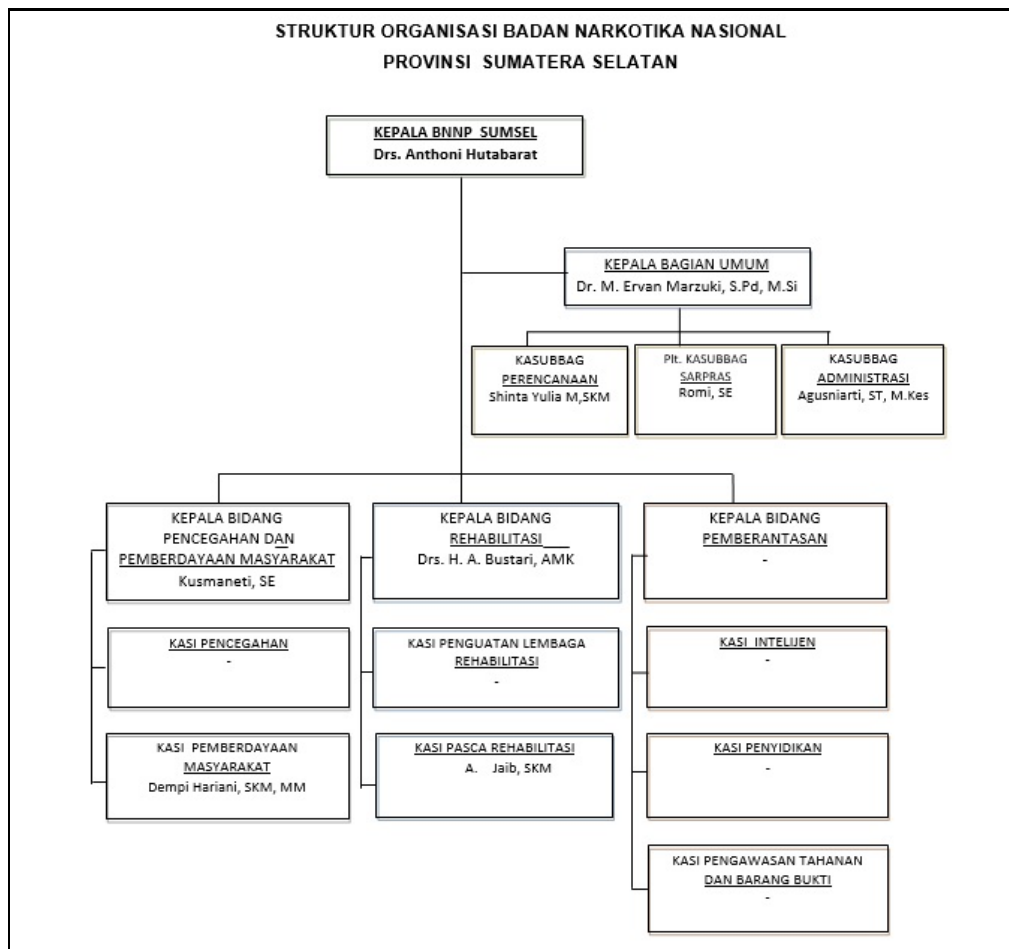 STRUKTUR ORGANISASI BADAN NARKOTIKA NASIONAL
PROVINSI SUMATERA SELATAN
KEPALA BNNP SUMSEL
Drs. Anthoni Hutabarat
KEPALA BAGIAN UMUM
Dr. M. Ervan Marzuki, S.Pd, M.Si
KASUBBAG
PERENCANAAN
Shinta Yulia M,SKM
Plt. KASUBBAG
SARPRAS
Romi, SE
KASUBBAG
ADMINISTRASI
Agusniarti, ST, M.Kes
KEPALA BIDANG
PENCEGAHAN DAN
PEMBERDAYAAN MASYARAKAT
Kusmaneti, SE
KEPALA BIDANG
REHABILITASI
Drs. H. A. Bustari, AMK
KEPALA BIDANG
PEMBERANTASAN
-
KASI PENCEGAHAN
-
KASI PENGUATAN LEMBAGA
REHABILITASI
-
KASI INTELIJEN
-
KASI PEMBERDAYAAN
MASYARAKAT
Dempi Hariani, SKM, MM
KASI PASCA REHABILITASI
A. Jaib, SKM
KASI PENYIDIKAN
-
KASI PENGAWASAN TAHANAN
DAN BARANG BUKTI
-